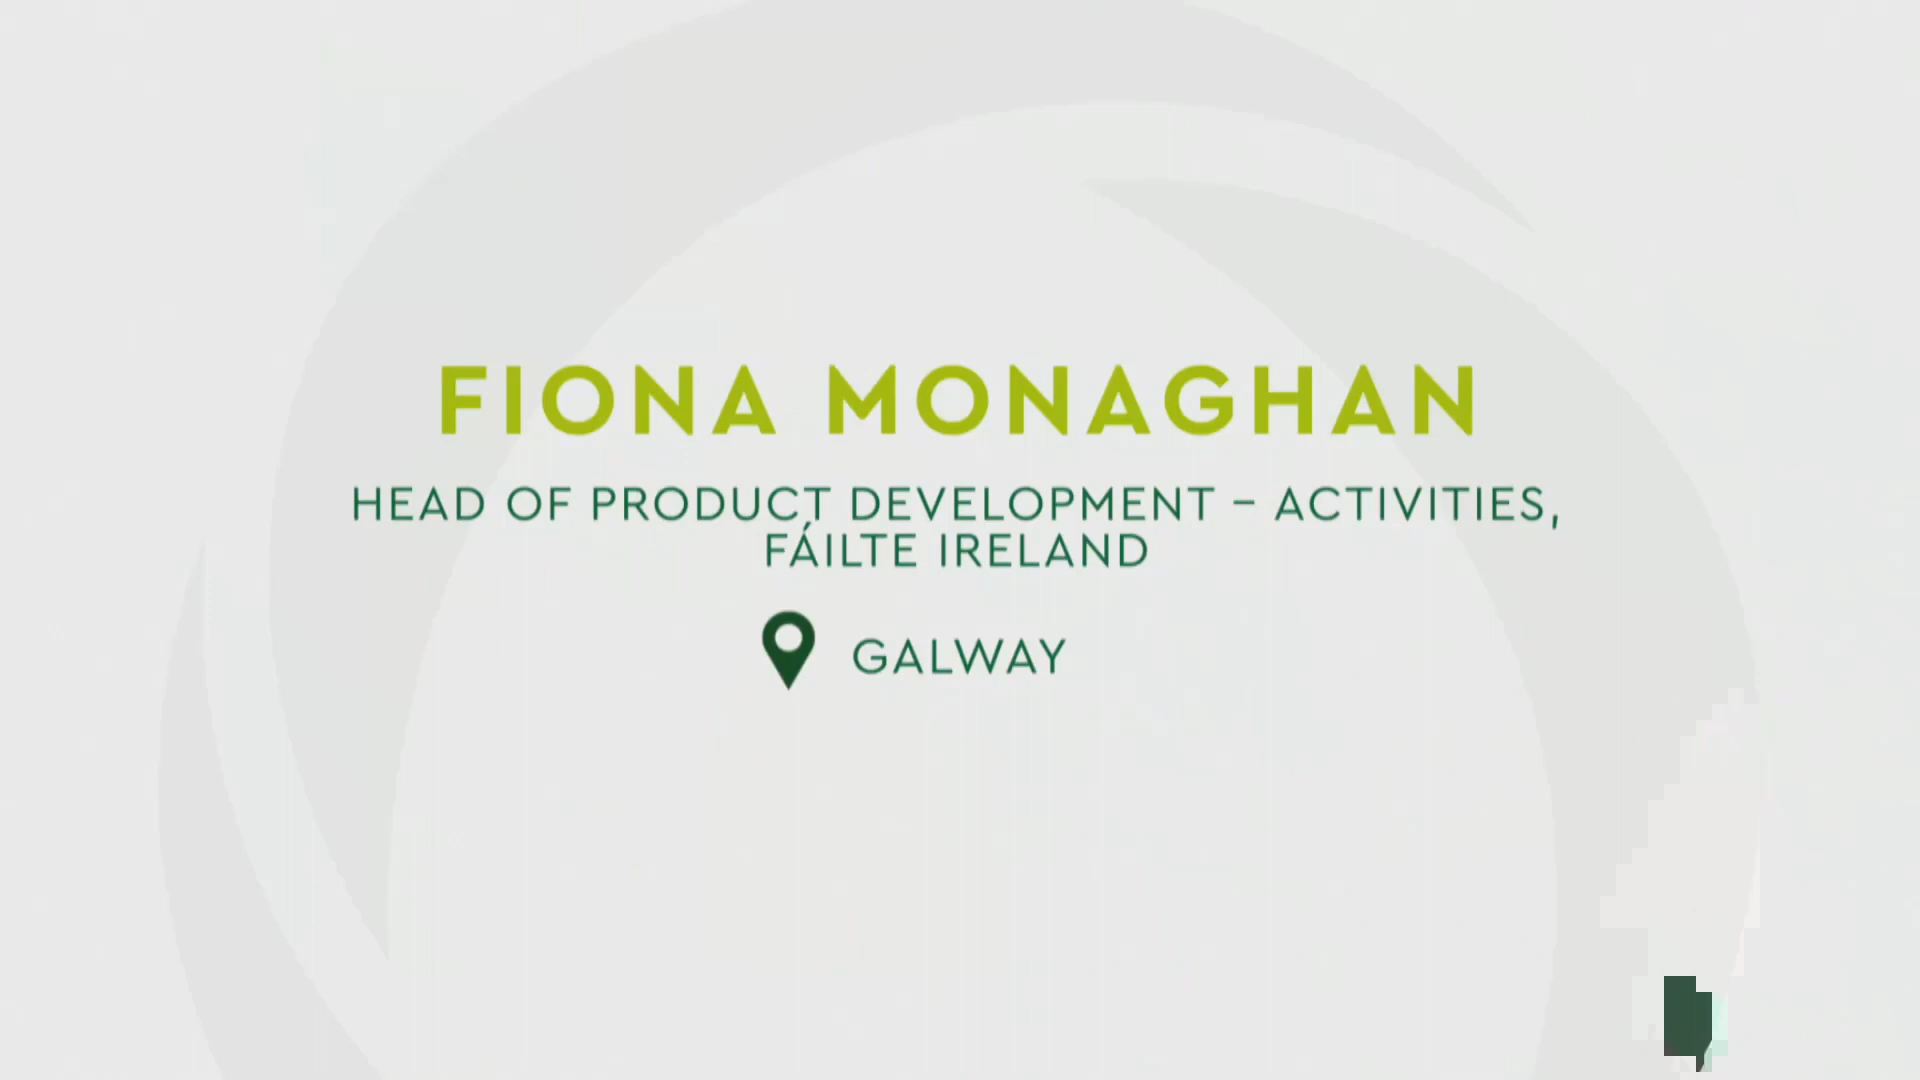 FIONA MONAGHAN
HEAD OF PRODUCT DEVELOPMENT – ACTIVITIES,
FÁILTE IRELAND
GALWAY